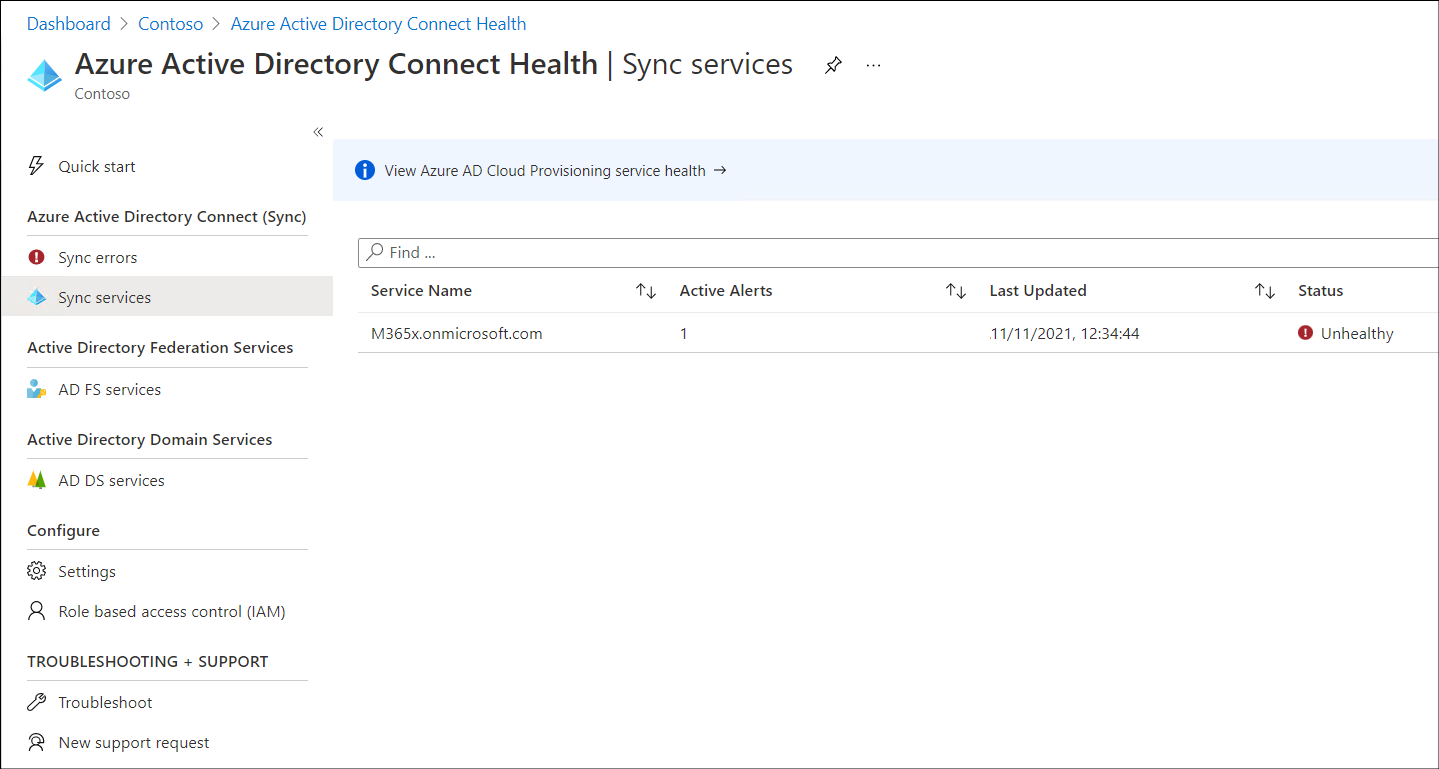 Dashboard > Contoso > Azure Active Directory Connect Health
Azure Active Directory Connect Health | Sync services
Contoso
Quick start
Azure Active Directory Connect (Sync)
Sync errors
Sync services
Active Directory Federation Services
AD FS services
Active Directory Domain Services
AD DS services
Configure
Settings
Role based access control (IAM)
TROUBLESHOOTING + SUPPORT
Troubleshoot
New support request
View Azure AD Cloud Provisioning service health →
Find ...
Service Name Active Alerts Last Updated Status
M365x.onmicrosoft.com 1 11/11/2021, 12:34:44 Unhealthy